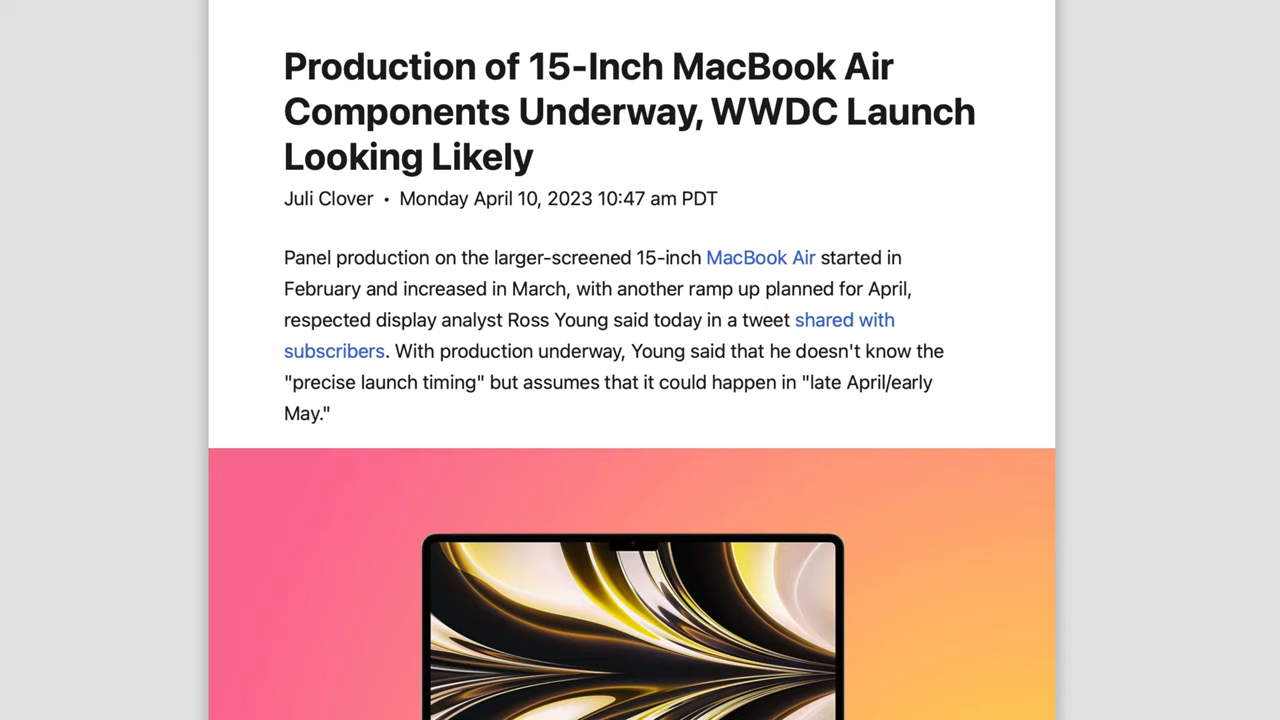 Production of 15-Inch MacBook Air
Components Underway, WWDC Launch
Looking Likely
Juli Clover • Monday April 10, 2023 10:47 am PDT
Panel production on the larger-screened 15-inch MacBook Air started in
February and increased in March, with another ramp up planned for April,
respected display analyst Ross Young said today in a tweet shared with
subscribers. With production underway, Young said that he doesn't know the
"precise launch timing" but assumes that it could happen in "late April/early
May."